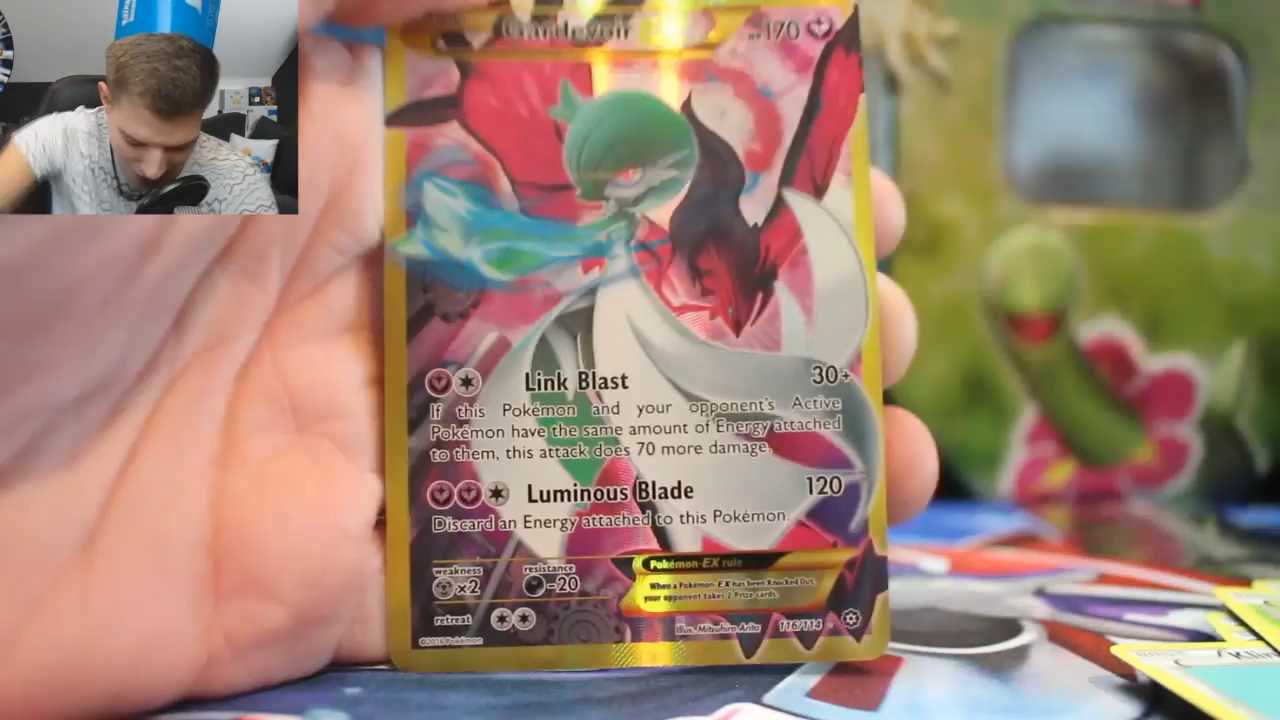 Gardevoir
HP170
Link Blast 30+
If this Pokémon and your opponent's Active
Pokémon have the same amount of Energy attached
to them, this attack does 70 more damage.
Luminous Blade 120
Discard an Energy attached to this Pokémon.
weakness resistance
×2 -20
retreat
Pokémon-EX rule
When a Pokémon-EX has been Knocked Out,
your opponent takes 2 Prize cards.
Illus. Mitsuhiro Arita 116/114
©2016 Pokémon